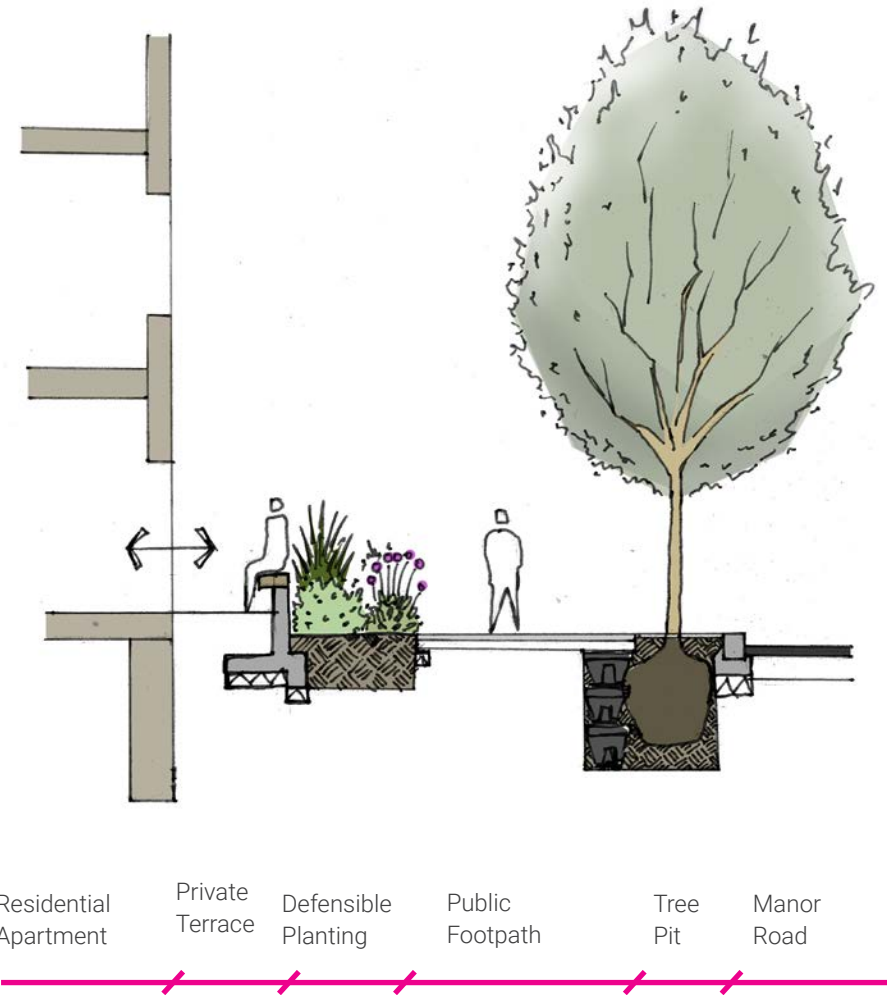 Residential
Apartment
Private
Terrace
Defensible
Planting
Public
Footpath
Tree
Pit
Manor
Road